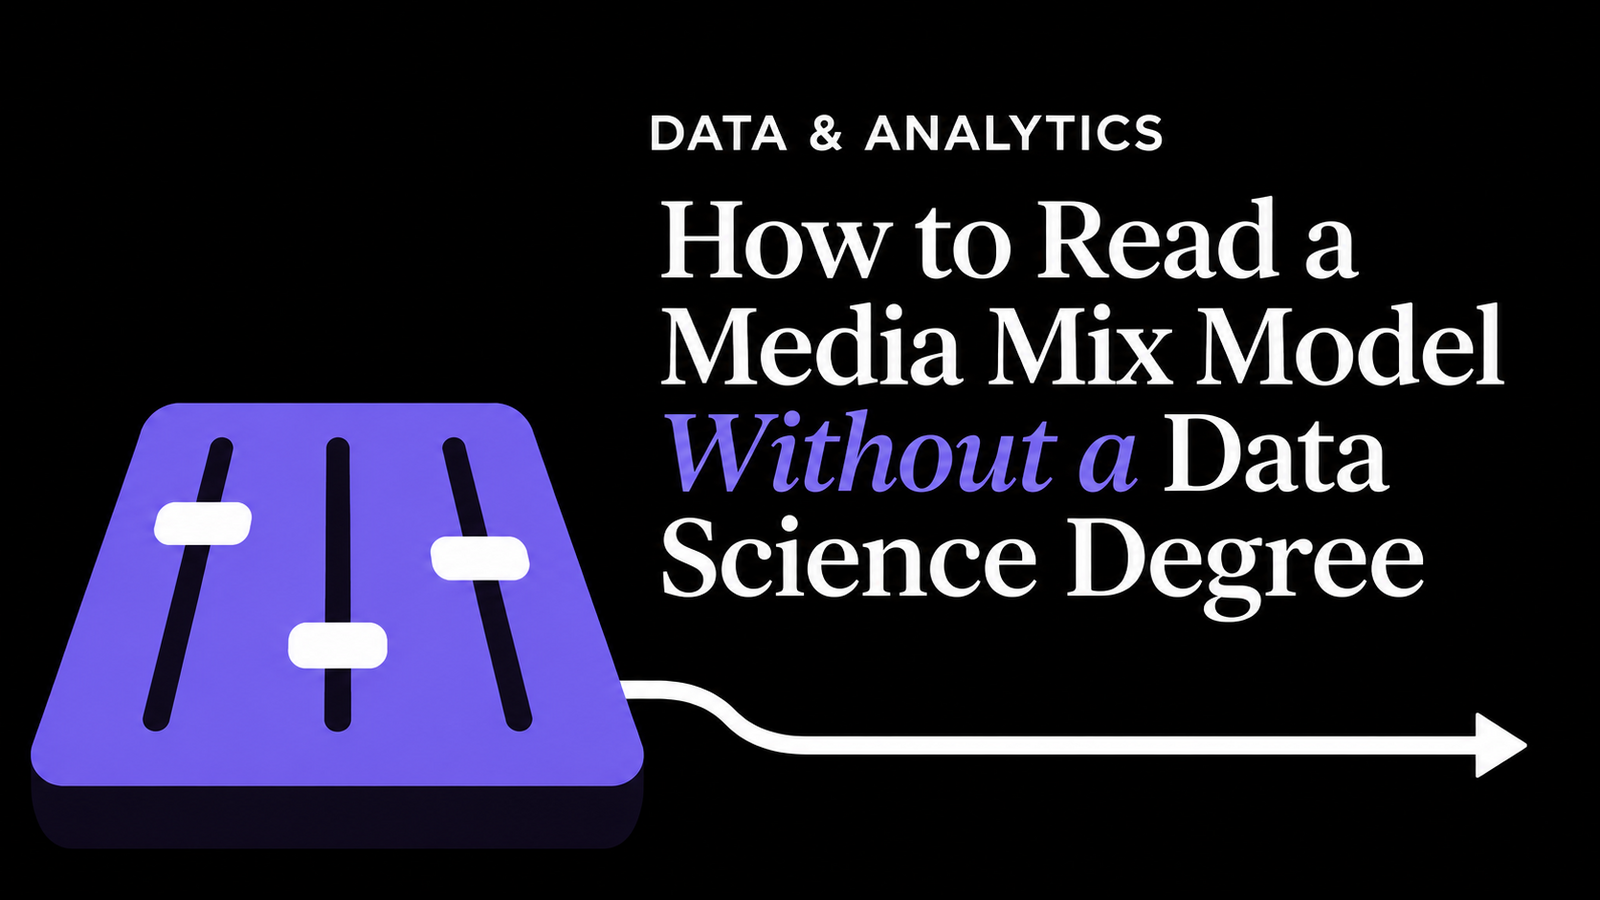 DATA & ANALYTICS
How to Read a
Media Mix Model
Without a Data
Science Degree